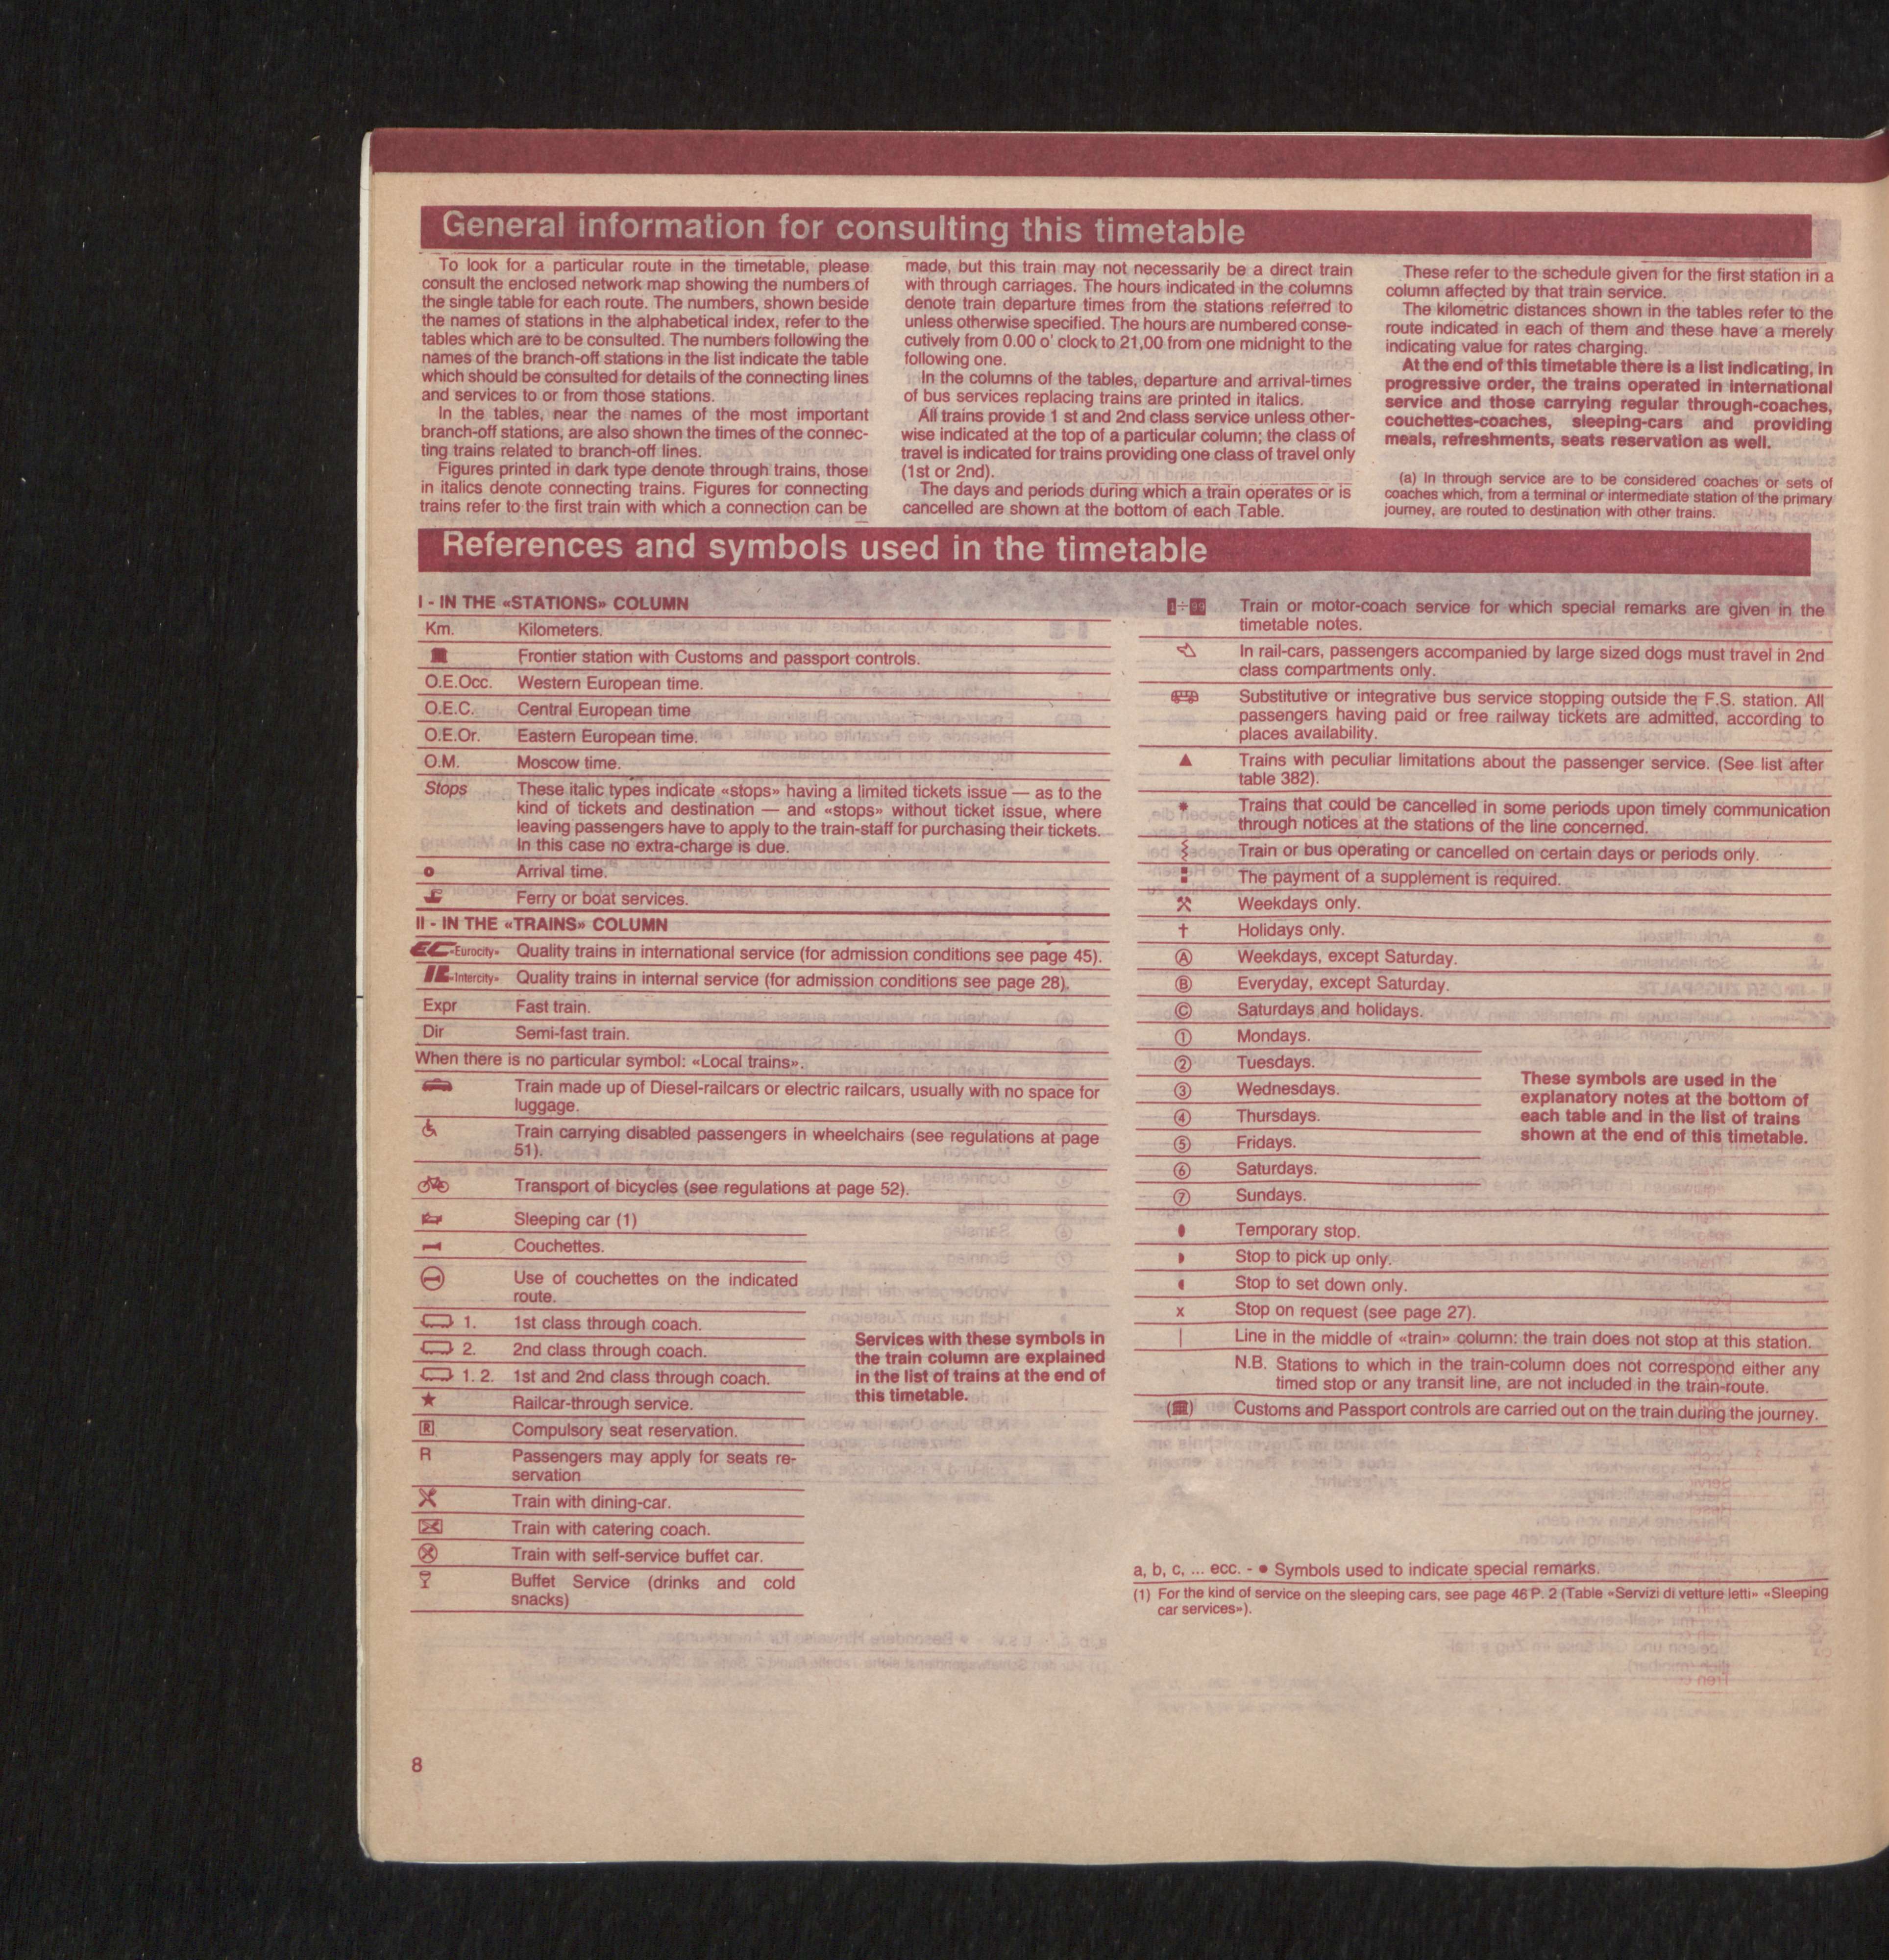 General information for consulting this timetable
To look for a particular route in the timetable, please
consult the enclosed network map showing the numbers of
the single table for each route. The numbers, shown beside
the names of stations in the alphabetical index, refer to the
tables which are to be consulted. The numbers following the
names of the branch-off stations in the list indicate the table
which should be consulted for details of the connecting lines
and services to or from those stations.
In the tables, near the names of the most important
branch-off stations, are also shown the times of the connec-
ting trains related to branch-off lines.
Figures printed in dark type denote through trains, those
in italics denote connecting trains. Figures for connecting
trains refer to the first train with which a connection can be
made, but this train may not necessarily be a direct train
with through carriages. The hours indicated in the columns
denote train departure times from the stations referred to
unless otherwise specified. The hours are numbered conse-
cutively from 0.00 o' clock to 21,00 from one midnight to the
following one.
In the columns of the tables, departure and arrival-times
of bus services replacing trains are printed in italics.
All trains provide 1 st and 2nd class service unless other-
wise indicated at the top of a particular column; the class of
travel is indicated for trains providing one class of travel only
(1st or 2nd).
The days and periods during which a train operates or is
cancelled are shown at the bottom of each Table.
These refer to the schedule given for the first station in a
column affected by that train service.
The kilometric distances shown in the tables refer to the
route indicated in each of them and these have a merely
indicating value for rates charging.
At the end of this timetable there is a list indicating, in
progressive order, the trains operated in international
service and those carrying regular through-coaches,
couchettes-coaches, sleeping-cars and providing
meals, refreshments, seats reservation as well.
(a) In through service are to be considered coaches or sets of
coaches which, from a terminal or intermediate station of the primary
journey, are routed to destination with other trains.
References and symbols used in the timetable
I - IN THE «STATIONS» COLUMN
Km. Kilometers.
Frontier station with Customs and passport controls.
O.E.Occ. Western European time.
O.E.C. Central European time
O.E.Or. Eastern European time.
O.M. Moscow time.
Stops These italic types indicate «stops» having a limited tickets issue — as to the
kind of tickets and destination — and «stops» without ticket issue, where
leaving passengers have to apply to the train-staff for purchasing their tickets.
In this case no extra-charge is due.
Arrival time.
Ferry or boat services.
II - IN THE «TRAINS» COLUMN
EC «Eurocity» Quality trains in international service (for admission conditions see page 45).
IC «Intercity» Quality trains in internal service (for admission conditions see page 28).
Expr Fast train.
Dir Semi-fast train.
When there is no particular symbol: «Local trains».
Train made up of Diesel-railcars or electric railcars, usually with no space for
luggage.
Train carrying disabled passengers in wheelchairs (see regulations at page
51).
Transport of bicycles (see regulations at page 52).
Sleeping car (1)
Couchettes.
Use of couchettes on the indicated
route.
1. 1st class through coach.
2. 2nd class through coach.
1. 2. 1st and 2nd class through coach.
★ Railcar-through service.
R Compulsory seat reservation.
R Passengers may apply for seats re-
servation
Train with dining-car.
Train with catering coach.
Train with self-service buffet car.
Buffet Service (drinks and cold
snacks)
Services with these symbols in
the train column are explained
in the list of trains at the end of
this timetable.
1÷99 Train or motor-coach service for which special remarks are given in the
timetable notes.
In rail-cars, passengers accompanied by large sized dogs must travel in 2nd
class compartments only.
Substitutive or integrative bus service stopping outside the F.S. station. All
passengers having paid or free railway tickets are admitted, according to
places availability.
▲ Trains with peculiar limitations about the passenger service. (See list after
table 382).
Trains that could be cancelled in some periods upon timely communication
through notices at the stations of the line concerned.
Train or bus operating or cancelled on certain days or periods only.
The payment of a supplement is required.
⚒ Weekdays only.
† Holidays only.
Ⓐ Weekdays, except Saturday.
Ⓑ Everyday, except Saturday.
Ⓒ Saturdays and holidays.
① Mondays.
② Tuesdays.
③ Wednesdays.
④ Thursdays.
⑤ Fridays.
⑥ Saturdays.
⑦ Sundays.
These symbols are used in the
explanatory notes at the bottom of
each table and in the list of trains
shown at the end of this timetable.
Temporary stop.
Stop to pick up only.
Stop to set down only.
x Stop on request (see page 27).
| Line in the middle of «train» column: the train does not stop at this station.
N.B. Stations to which in the train-column does not correspond either any
timed stop or any transit line, are not included in the train-route.
Customs and Passport controls are carried out on the train during the journey.
a, b, c, ... ecc. - ● Symbols used to indicate special remarks.
(1) For the kind of service on the sleeping cars, see page 46 P. 2 (Table «Servizi di vetture letti» «Sleeping
car services»).
8